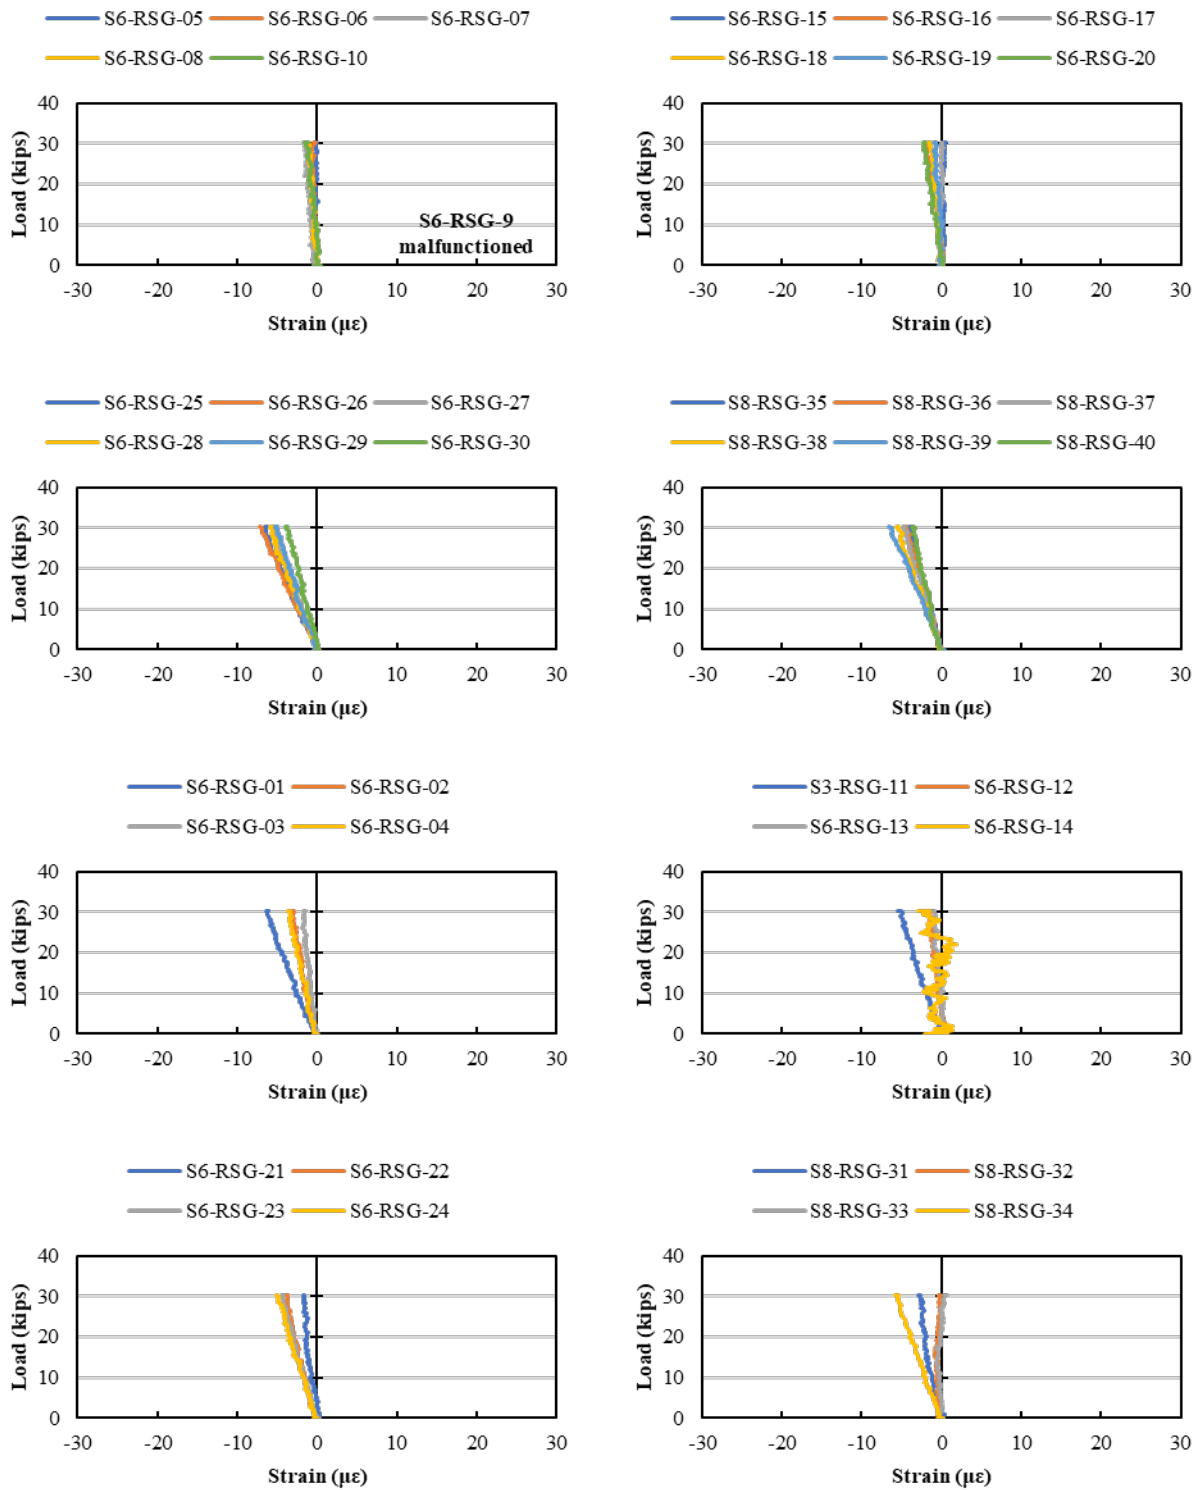 S6-RSG-05 S6-RSG-06 S6-RSG-07
S6-RSG-08 S6-RSG-10
40
30
20
10
0
Load (kips)
S6-RSG-9
malfunctioned
-30 -20 -10 0 10 20 30
Strain (με)
S6-RSG-15 S6-RSG-16 S6-RSG-17
S6-RSG-18 S6-RSG-19 S6-RSG-20
40
30
20
10
0
Load (kips)
-30 -20 -10 0 10 20 30
Strain (με)
S6-RSG-25 S6-RSG-26 S6-RSG-27
S6-RSG-28 S6-RSG-29 S6-RSG-30
40
30
20
10
0
Load (kips)
-30 -20 -10 0 10 20 30
Strain (με)
S8-RSG-35 S8-RSG-36 S8-RSG-37
S8-RSG-38 S8-RSG-39 S8-RSG-40
40
30
20
10
0
Load (kips)
-30 -20 -10 0 10 20 30
Strain (με)
S6-RSG-01 S6-RSG-02
S6-RSG-03 S6-RSG-04
40
30
20
10
0
Load (kips)
-30 -20 -10 0 10 20 30
Strain (με)
S3-RSG-11 S6-RSG-12
S6-RSG-13 S6-RSG-14
40
30
20
10
0
Load (kips)
-30 -20 -10 0 10 20 30
Strain (με)
S6-RSG-21 S6-RSG-22
S6-RSG-23 S6-RSG-24
40
30
20
10
0
Load (kips)
-30 -20 -10 0 10 20 30
Strain (με)
S8-RSG-31 S8-RSG-32
S8-RSG-33 S8-RSG-34
40
30
20
10
0
Load (kips)
-30 -20 -10 0 10 20 30
Strain (με)